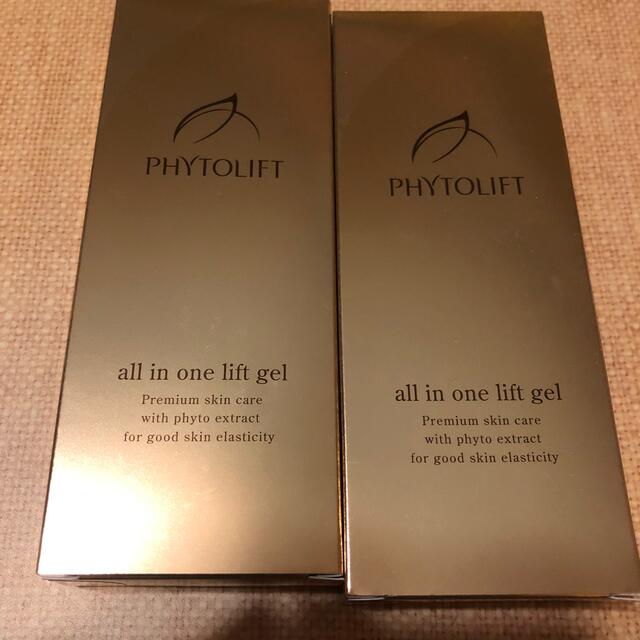 PHYTOLIFT
all in one lift gel
Premium skin care
with phyto extract
for good skin elasticity
PHYTOLIFT
all in one lift gel
Premium skin care
with phyto extract
for good skin elasticity